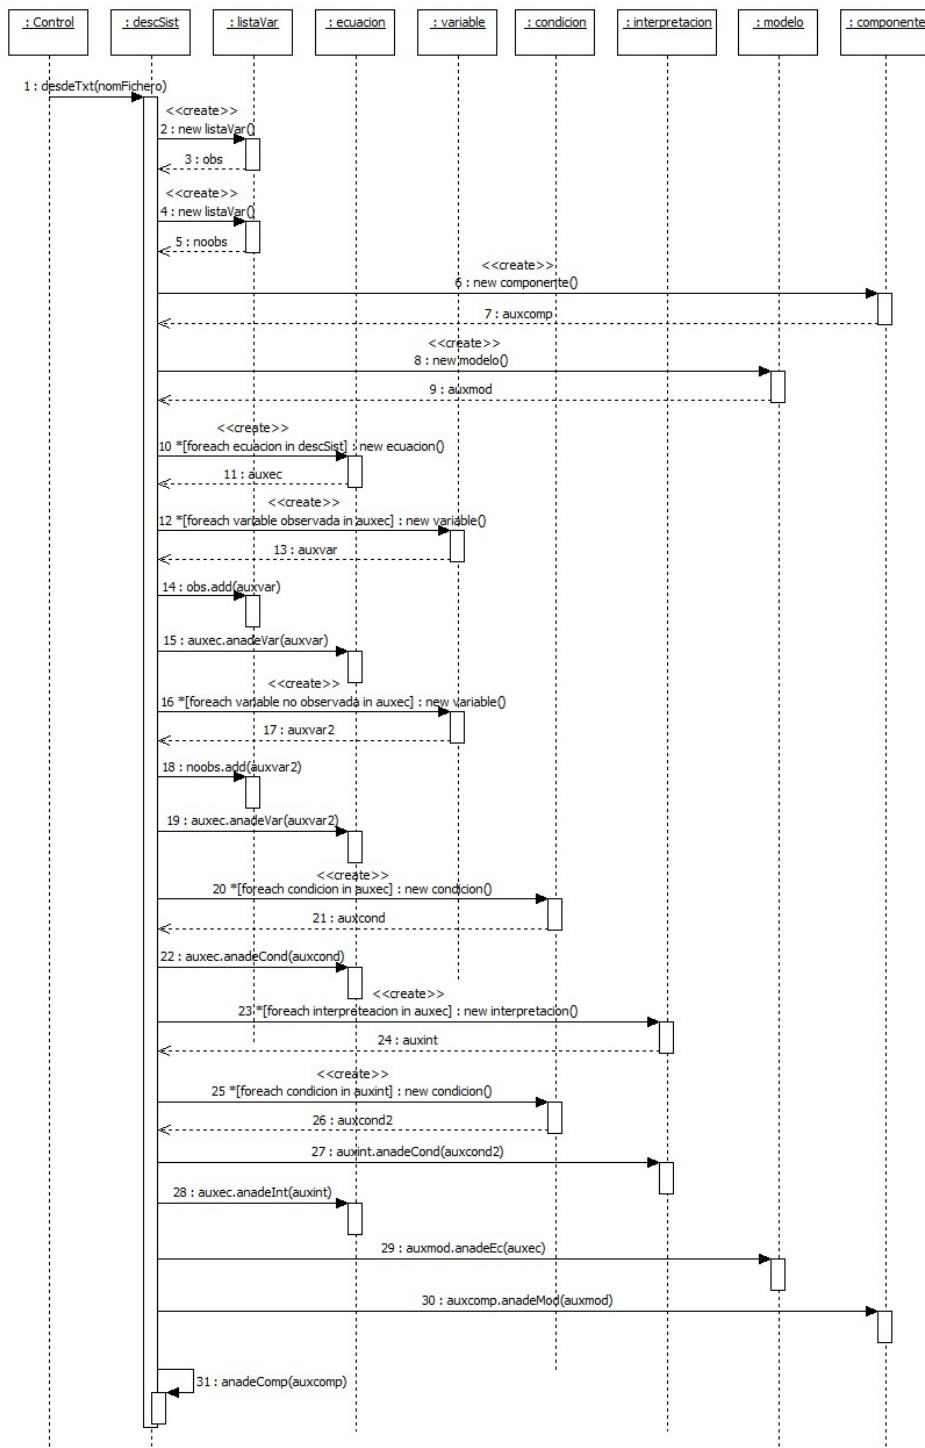 : Control
: descSist
: listaVar
: ecuacion
: variable
: condicion
: interpretacion
: modelo
: componente
1 : desdeTxt(nomFichero)
<<create>>
2 : new listaVar()
3 : obs
<<create>>
4 : new listaVar()
5 : noobs
<<create>>
6 : new componente()
7 : auxcomp
<<create>>
8 : new modelo()
9 : auxmod
<<create>>
10 *[foreach ecuacion in descSist] : new ecuacion()
11 : auxec
<<create>>
12 *[foreach variable observada in auxec] : new variable()
13 : auxvar
14 : obs.add(auxvar)
15 : auxec.anadeVar(auxvar)
<<create>>
16 *[foreach variable no observada in auxec] : new variable()
17 : auxvar2
18 : noobs.add(auxvar2)
19 : auxec.anadeVar(auxvar2)
<<create>>
20 *[foreach condicion in auxec] : new condicion()
21 : auxcond
22 : auxec.anadeCond(auxcond)
<<create>>
23 *[foreach interpreteacion in auxec] : new interpretacion()
24 : auxint
<<create>>
25 *[foreach condicion in auxint] : new condicion()
26 : auxcond2
27 : auxint.anadeCond(auxcond2)
28 : auxec.anadeInt(auxint)
29 : auxmod.anadeEc(auxec)
30 : auxcomp.anadeMod(auxmod)
31 : anadeComp(auxcomp)